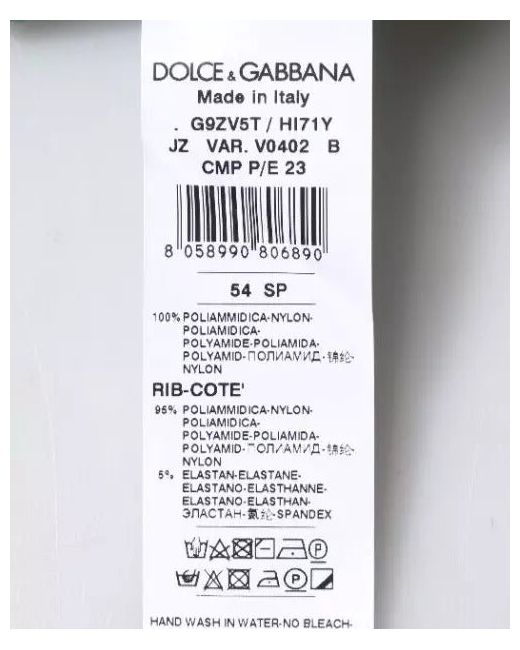 DOLCE & GABBANA
Made in Italy
. G9ZV5T / HI71Y
JZ VAR. V0402 B
CMP P/E 23
8 058990 806890
54 SP
100% POLIAMMIDICA-NYLON-
POLIAMIDICA-
POLYAMIDE-POLIAMIDA-
POLYAMID-ПОЛИАМИД-锦纶-
NYLON
RIB-COTE'
95% POLIAMMIDICA-NYLON-
POLIAMIDICA-
POLYAMIDE-POLIAMIDA-
POLYAMID-ПОЛИАМИД-锦纶-
NYLON
5% ELASTAN-ELASTANE-
ELASTANO-ELASTHANNE-
ELASTANO-ELASTHAN-
ЭЛАСТАН-氨纶-SPANDEX
P
P
HAND WASH IN WATER-NO BLEACH-